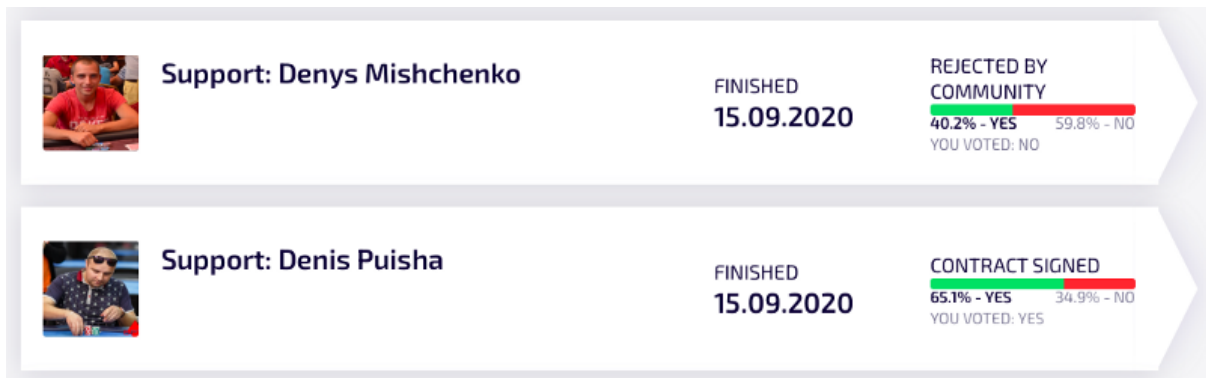 Support: Denys Mishchenko
FINISHED
15.09.2020
REJECTED BY
COMMUNITY
40.2% - YES 59.8% - NO
YOU VOTED: NO
Support: Denis Puisha
FINISHED
15.09.2020
CONTRACT SIGNED
65.1% - YES 34.9% - NO
YOU VOTED: YES